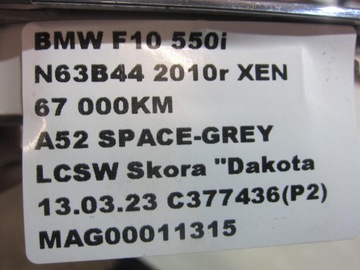 BMW F10 550i
N63B44 2010r XEN
67 000KM
A52 SPACE-GREY
LCSW Skora "Dakota
13.03.23 C377436(P2)
MAG00011315